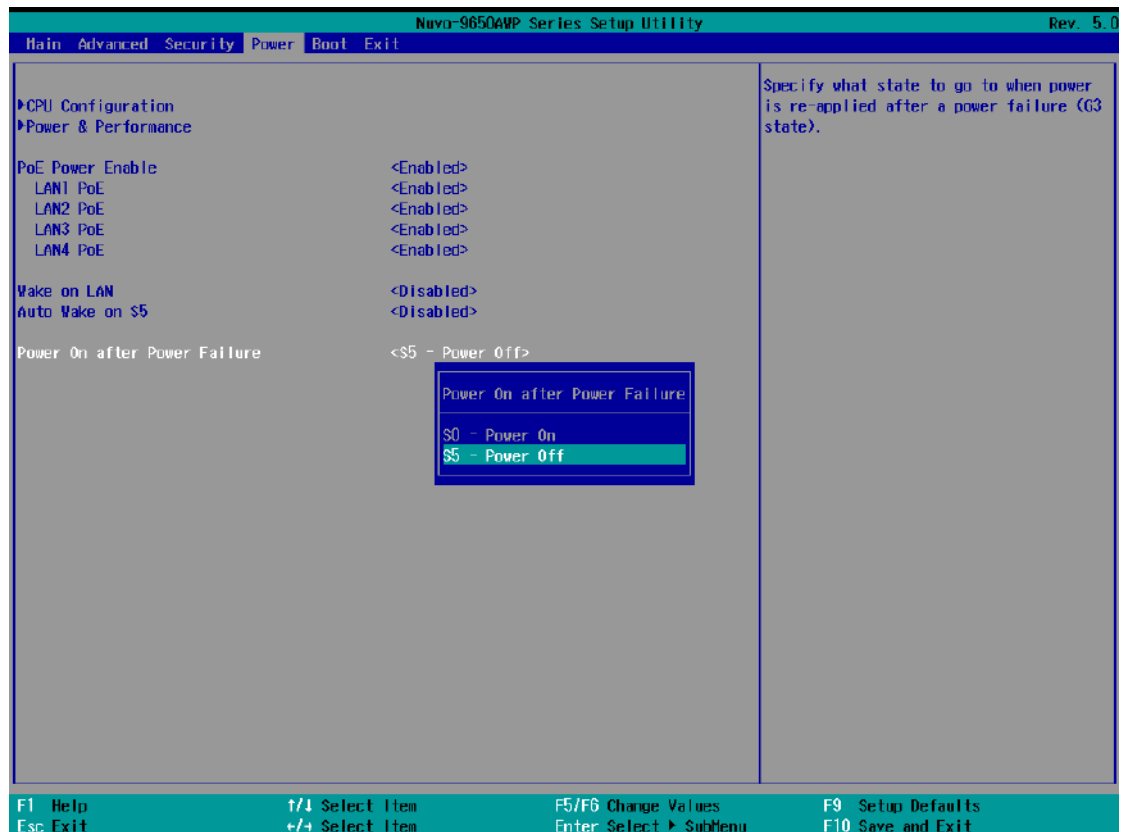 Nuvo-9650AWP Series Setup Utility Rev. 5.0
Main Advanced Security Power Boot Exit
▶CPU Configuration
▶Power & Performance
PoE Power Enable <Enabled>
LAN1 PoE <Enabled>
LAN2 PoE <Enabled>
LAN3 PoE <Enabled>
LAN4 PoE <Enabled>
Wake on LAN <Disabled>
Auto Wake on S5 <Disabled>
Power On after Power Failure <S5 - Power Off>
Power On after Power Failure
S0 - Power On
S5 - Power Off
Specify what state to go to when power
is re-applied after a power failure (G3
state).
F1 Help ↑/↓ Select Item F5/F6 Change Values F9 Setup Defaults
Esc Exit ←/→ Select Item Enter Select ▶ SubMenu F10 Save and Exit